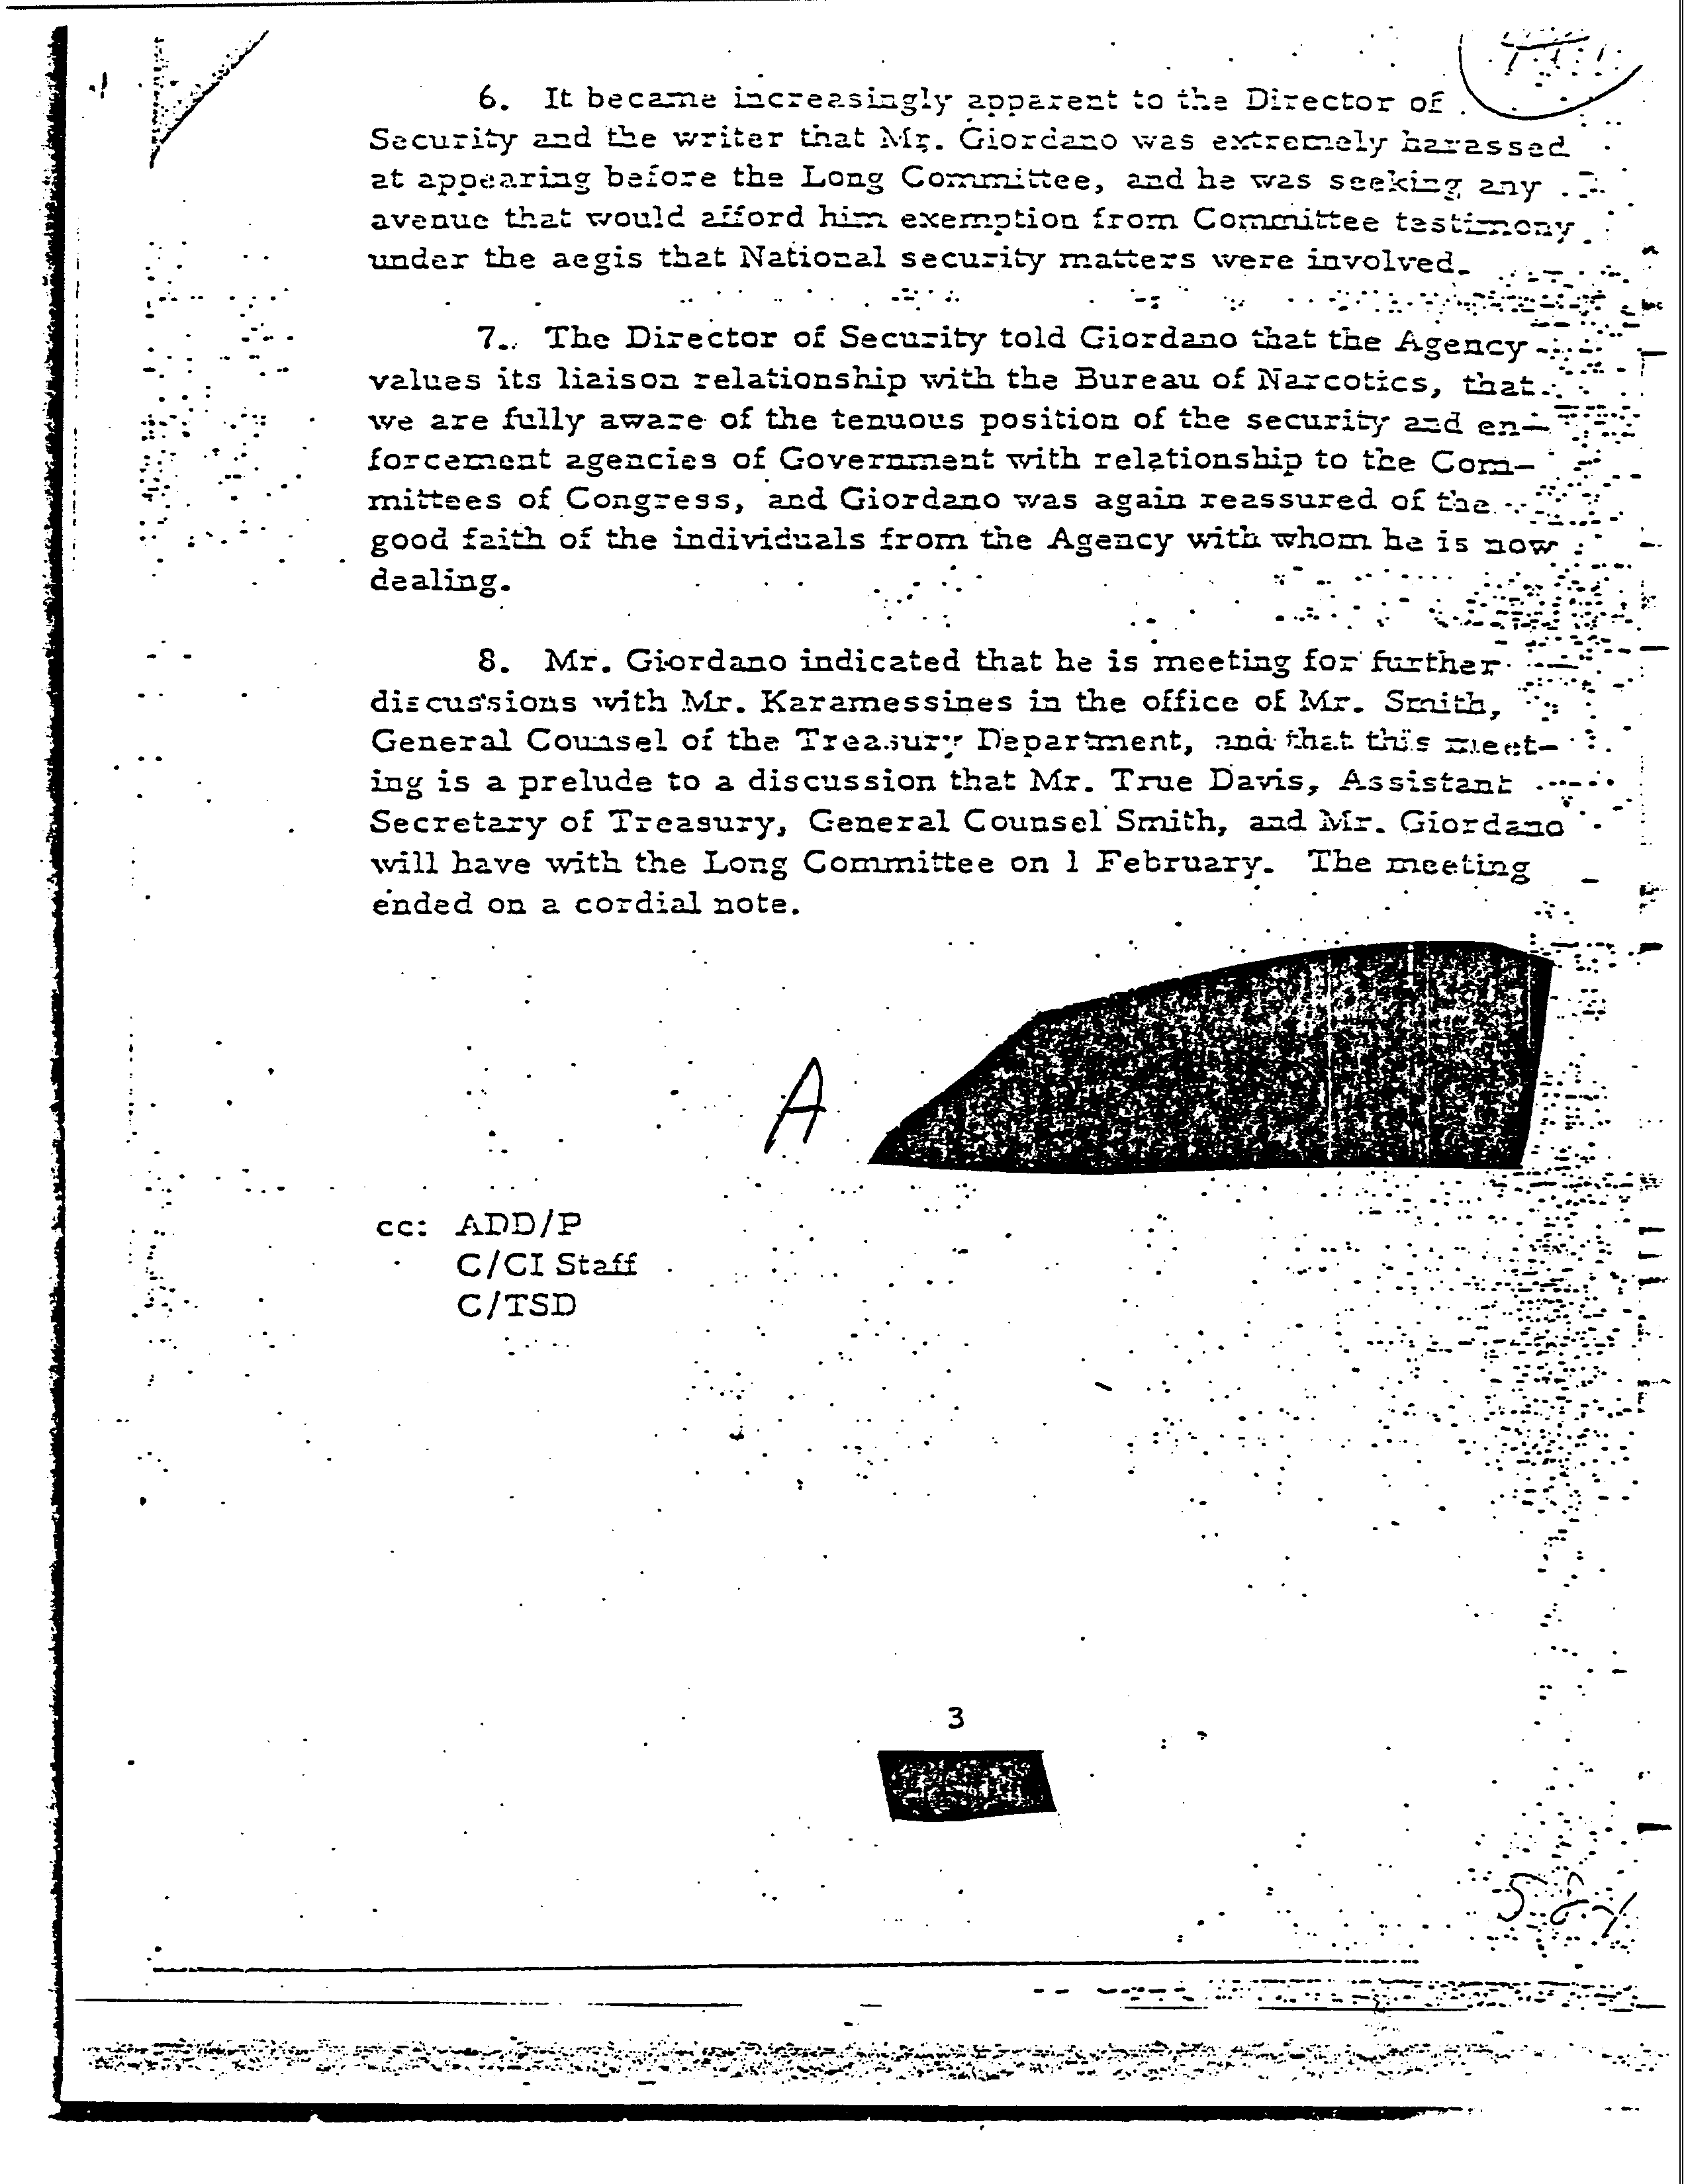 6. It became increasingly apparent to the Director of
Security and the writer that Mr. Giordano was extremely harassed
at appearing before the Long Committee, and he was seeking any
avenue that would afford him exemption from Committee testimony
under the aegis that National security matters were involved.
7. The Director of Security told Giordano that the Agency
values its liaison relationship with the Bureau of Narcotics, that
we are fully aware of the tenuous position of the security and en-
forcement agencies of Government with relationship to the Com-
mittees of Congress, and Giordano was again reassured of the
good faith of the individuals from the Agency with whom he is now
dealing.
8. Mr. Giordano indicated that he is meeting for further
discussions with Mr. Karamessines in the office of Mr. Smith,
General Counsel of the Treasury Department, and that this meet-
ing is a prelude to a discussion that Mr. True Davis, Assistant
Secretary of Treasury, General Counsel Smith, and Mr. Giordano
will have with the Long Committee on 1 February. The meeting
ended on a cordial note.
A
cc: ADD/P
C/CI Staff
C/TSD
3